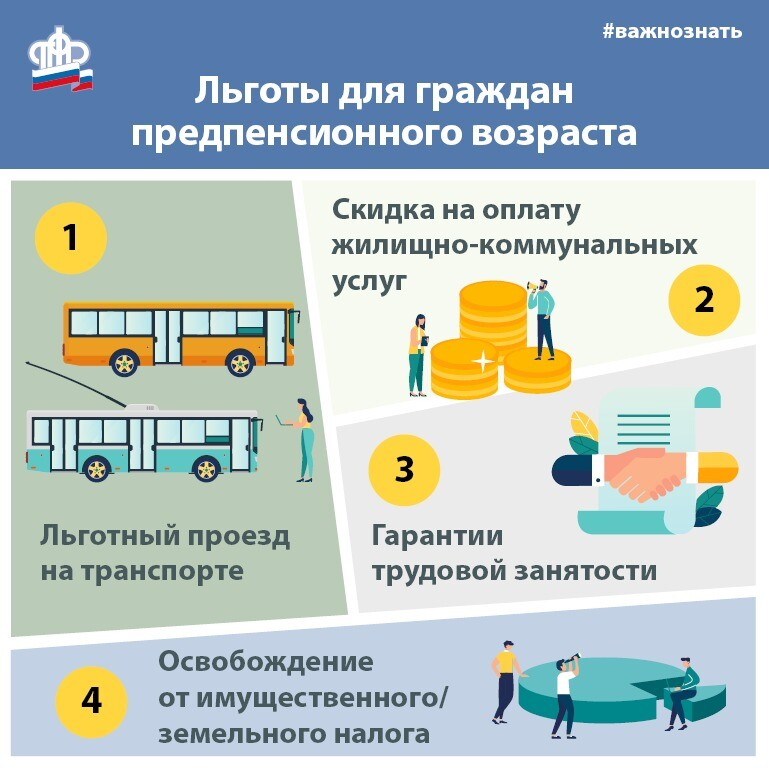 #важнознать
Льготы для граждан
предпенсионного возраста
1
Льготный проезд
на транспорте
Скидка на оплату
жилищно-коммунальных
услуг
2
3
Гарантии
трудовой занятости
4
Освобождение
от имущественного/
земельного налога